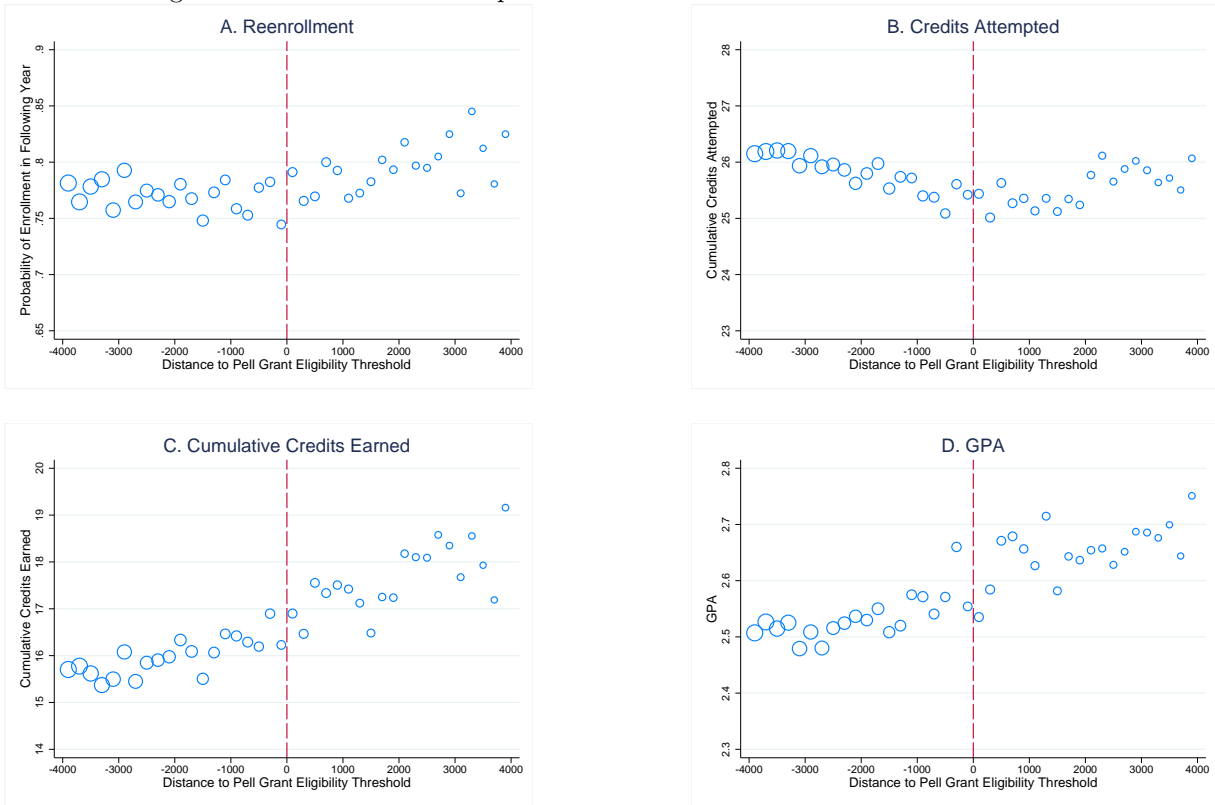 A. Reenrollment
Probability of Enrollment in Following Year
.9
.85
.8
.75
.7
.65
-4000 -3000 -2000 -1000 0 1000 2000 3000 4000
Distance to Pell Grant Eligibility Threshold
B. Credits Attempted
Cumulative Credits Attempted
28
27
26
25
24
23
-4000 -3000 -2000 -1000 0 1000 2000 3000 4000
Distance to Pell Grant Eligibility Threshold
C. Cumulative Credits Earned
Cumulative Credits Earned
20
19
18
17
16
15
14
-4000 -3000 -2000 -1000 0 1000 2000 3000 4000
Distance to Pell Grant Eligibility Threshold
D. GPA
GPA
2.8
2.7
2.6
2.5
2.4
2.3
-4000 -3000 -2000 -1000 0 1000 2000 3000 4000
Distance to Pell Grant Eligibility Threshold